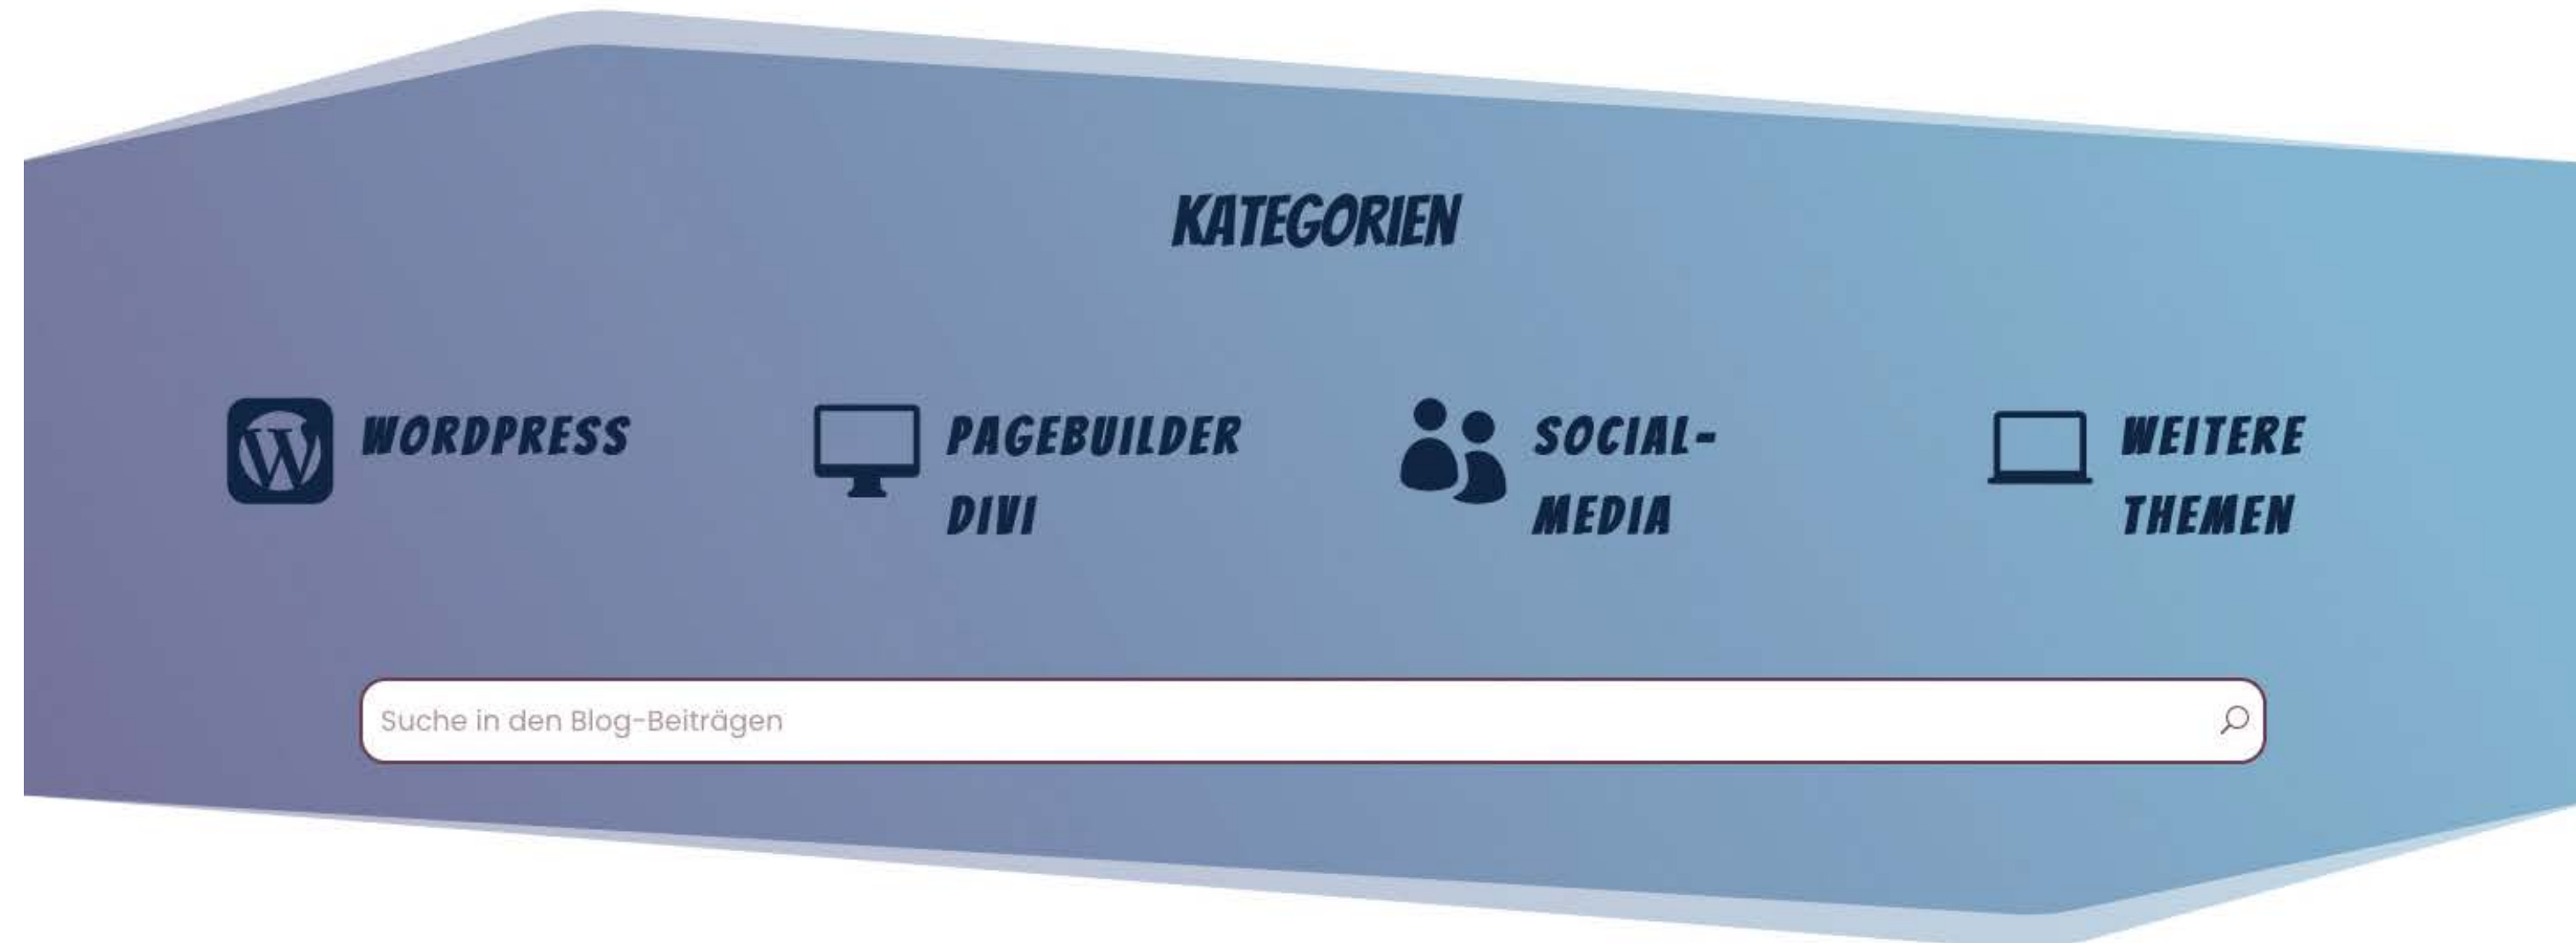 KATEGORIEN
WORDPRESS
PAGEBUILDER
DIVI
SOCIAL-
MEDIA
WEITERE
THEMEN
Suche in den Blog-Beiträgen